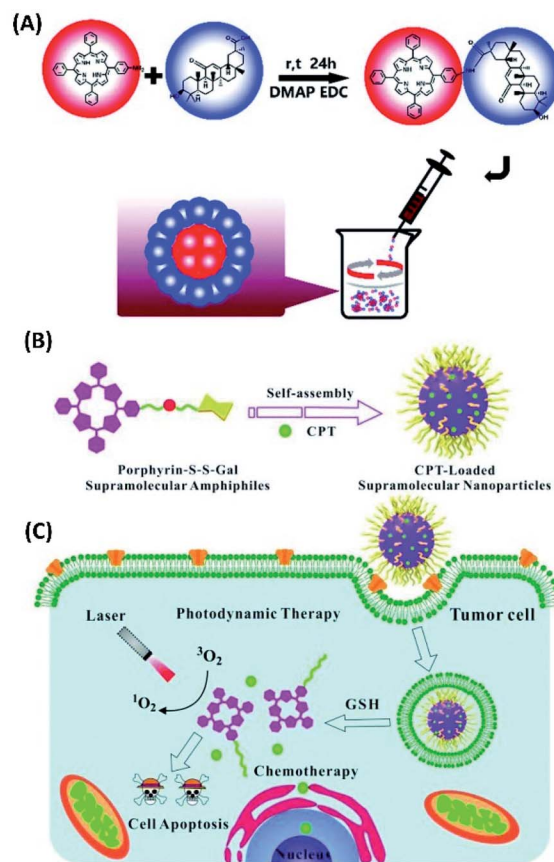 (A)
r,t 24h
DMAP EDC
(B)
Self-assembly
CPT
Porphyrin-S-S-Gal
Supramolecular Amphiphiles
CPT-Loaded
Supramolecular Nanoparticles
(C)
Laser
Photodynamic Therapy
Tumor cell
³O₂
¹O₂
GSH
Chemotherapy
Cell Apoptosis
Nucleus